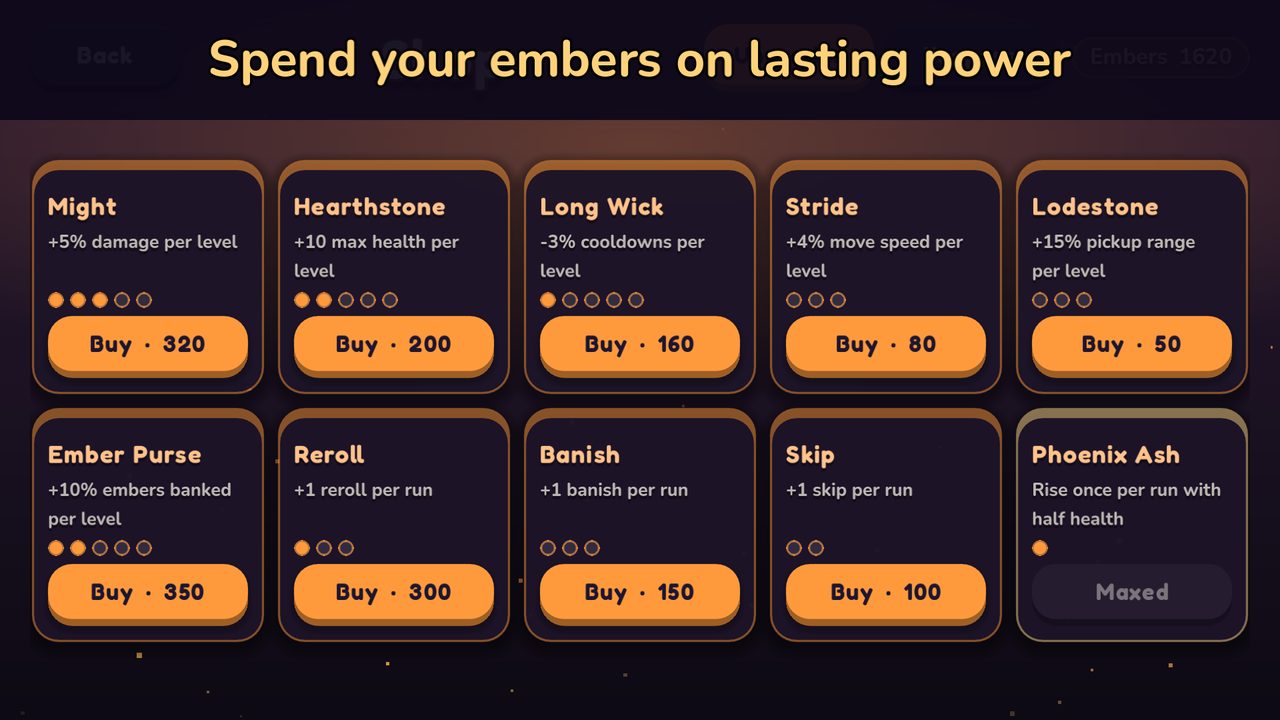 Back
Embers 1620
Spend your embers on lasting power
Might
+5% damage per level
Buy · 320
Hearthstone
+10 max health per
level
Buy · 200
Long Wick
-3% cooldowns per
level
Buy · 160
Stride
+4% move speed per
level
Buy · 80
Lodestone
+15% pickup range
per level
Buy · 50
Ember Purse
+10% embers banked
per level
Buy · 350
Reroll
+1 reroll per run
Buy · 300
Banish
+1 banish per run
Buy · 150
Skip
+1 skip per run
Buy · 100
Phoenix Ash
Rise once per run with
half health
Maxed